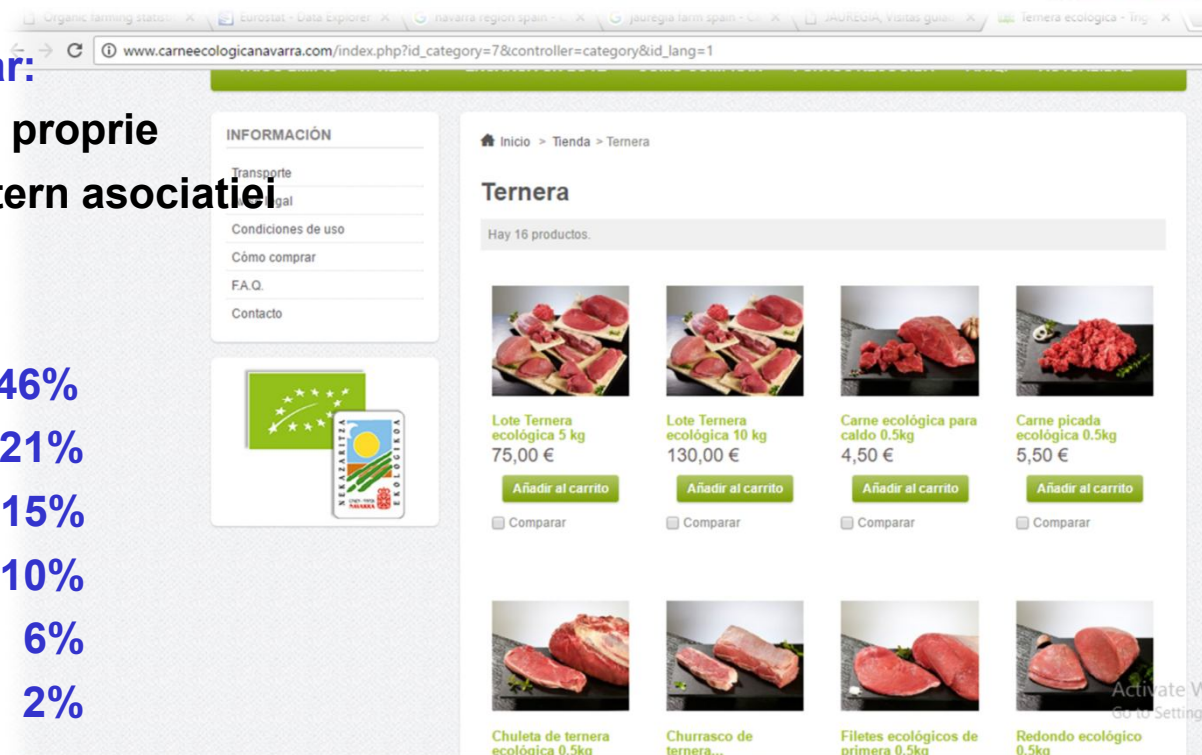 Organic farming statist
Eurostat - Data Explorer
navarra region spain -
jauregia farm spain -
JAUREGIA, Visitas guia
Ternera ecológica -
www.carneecologicanavarra.com/index.php?id_category=7&controller=category&id_lang=1
ar:
proprie
tern asociatiei
46%
21%
15%
10%
6%
2%
INFORMACIÓN
Transporte
legal
Condiciones de uso
Cómo comprar
F.A.Q.
Contacto
NEKAZARITZA
EKOLOGIKOA
NAVARRA
Inicio > Tienda > Ternera
Ternera
Hay 16 productos.
Lote Ternera
ecológica 5 kg
75,00 €
Añadir al carrito
Comparar
Lote Ternera
ecológica 10 kg
130,00 €
Añadir al carrito
Comparar
Carne ecológica para
caldo 0.5kg
4,50 €
Añadir al carrito
Comparar
Carne picada
ecológica 0.5kg
5,50 €
Añadir al carrito
Comparar
Chuleta de ternera
ecológica 0.5kg
Churrasco de
ternera...
Filetes ecológicos de
primera 0.5kg
Redondo ecológico
0.5kg
Activate W
Go to Setting